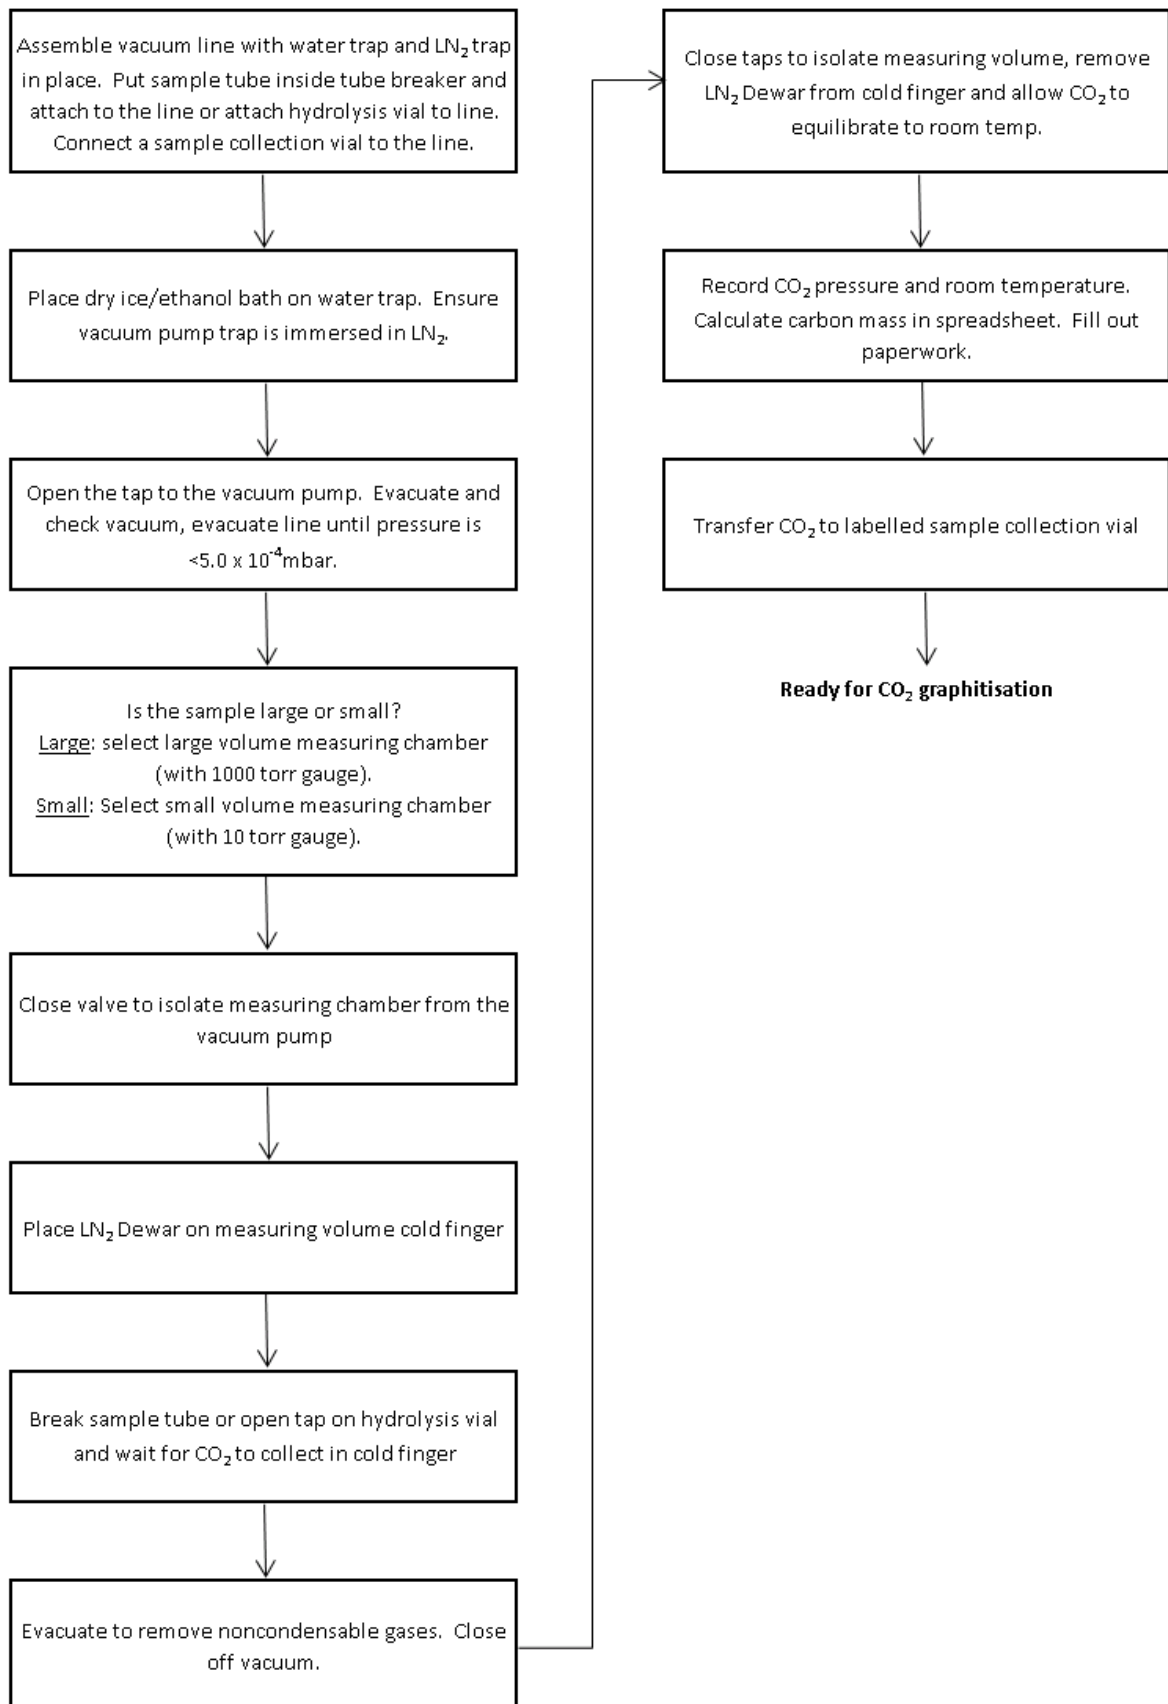 Assemble vacuum line with water trap and LN₂ trap
in place. Put sample tube inside tube breaker and
attach to the line or attach hydrolysis vial to line.
Connect a sample collection vial to the line.
Place dry ice/ethanol bath on water trap. Ensure
vacuum pump trap is immersed in LN₂.
Open the tap to the vacuum pump. Evacuate and
check vacuum, evacuate line until pressure is
<5.0 x 10⁻⁴ mbar.
Is the sample large or small?
Large: select large volume measuring chamber
(with 1000 torr gauge).
Small: Select small volume measuring chamber
(with 10 torr gauge).
Close valve to isolate measuring chamber from the
vacuum pump
Place LN₂ Dewar on measuring volume cold finger
Break sample tube or open tap on hydrolysis vial
and wait for CO₂ to collect in cold finger
Evacuate to remove noncondensable gases. Close
off vacuum.
Close taps to isolate measuring volume, remove
LN₂ Dewar from cold finger and allow CO₂ to
equilibrate to room temp.
Record CO₂ pressure and room temperature.
Calculate carbon mass in spreadsheet. Fill out
paperwork.
Transfer CO₂ to labelled sample collection vial
Ready for CO₂ graphitisation